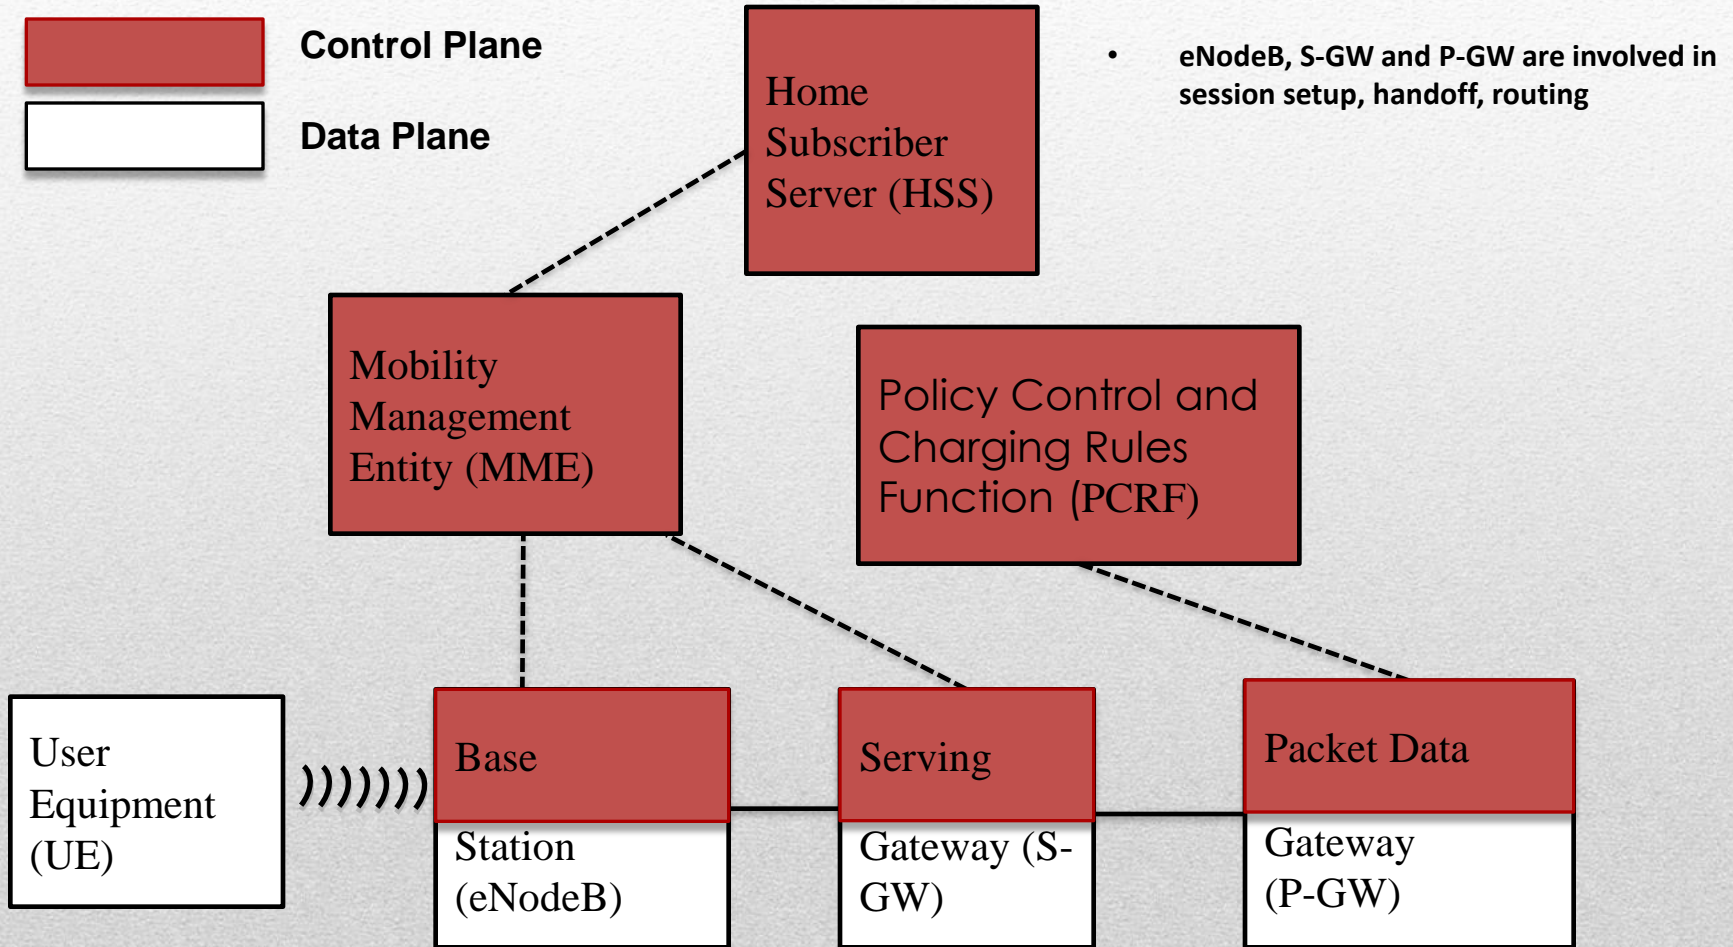 Control Plane
Data Plane
• eNodeB, S-GW and P-GW are involved in
session setup, handoff, routing
Home
Subscriber
Server (HSS)
Mobility
Management
Entity (MME)
Policy Control and
Charging Rules
Function (PCRF)
User
Equipment
(UE)
Base
Station
(eNodeB)
Serving
Gateway (S-
GW)
Packet Data
Gateway
(P-GW)